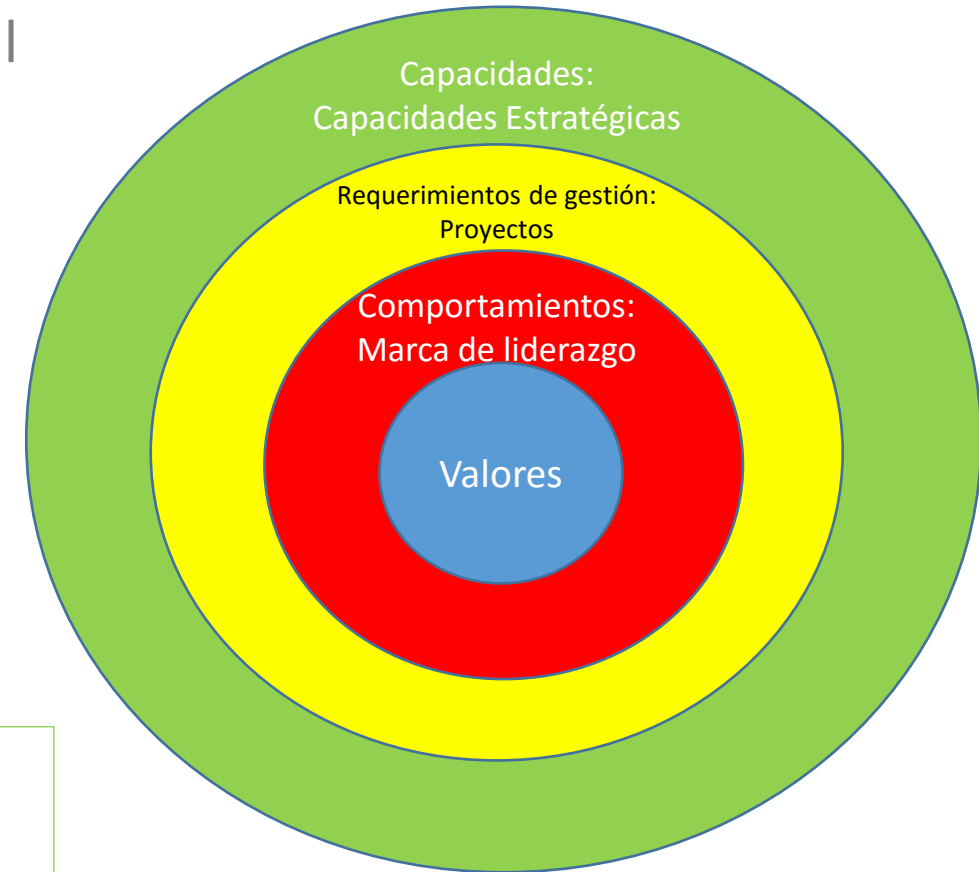 Capacidades:
Capacidades Estratégicas
Requerimientos de gestión:
Proyectos
Comportamientos:
Marca de liderazgo
Valores